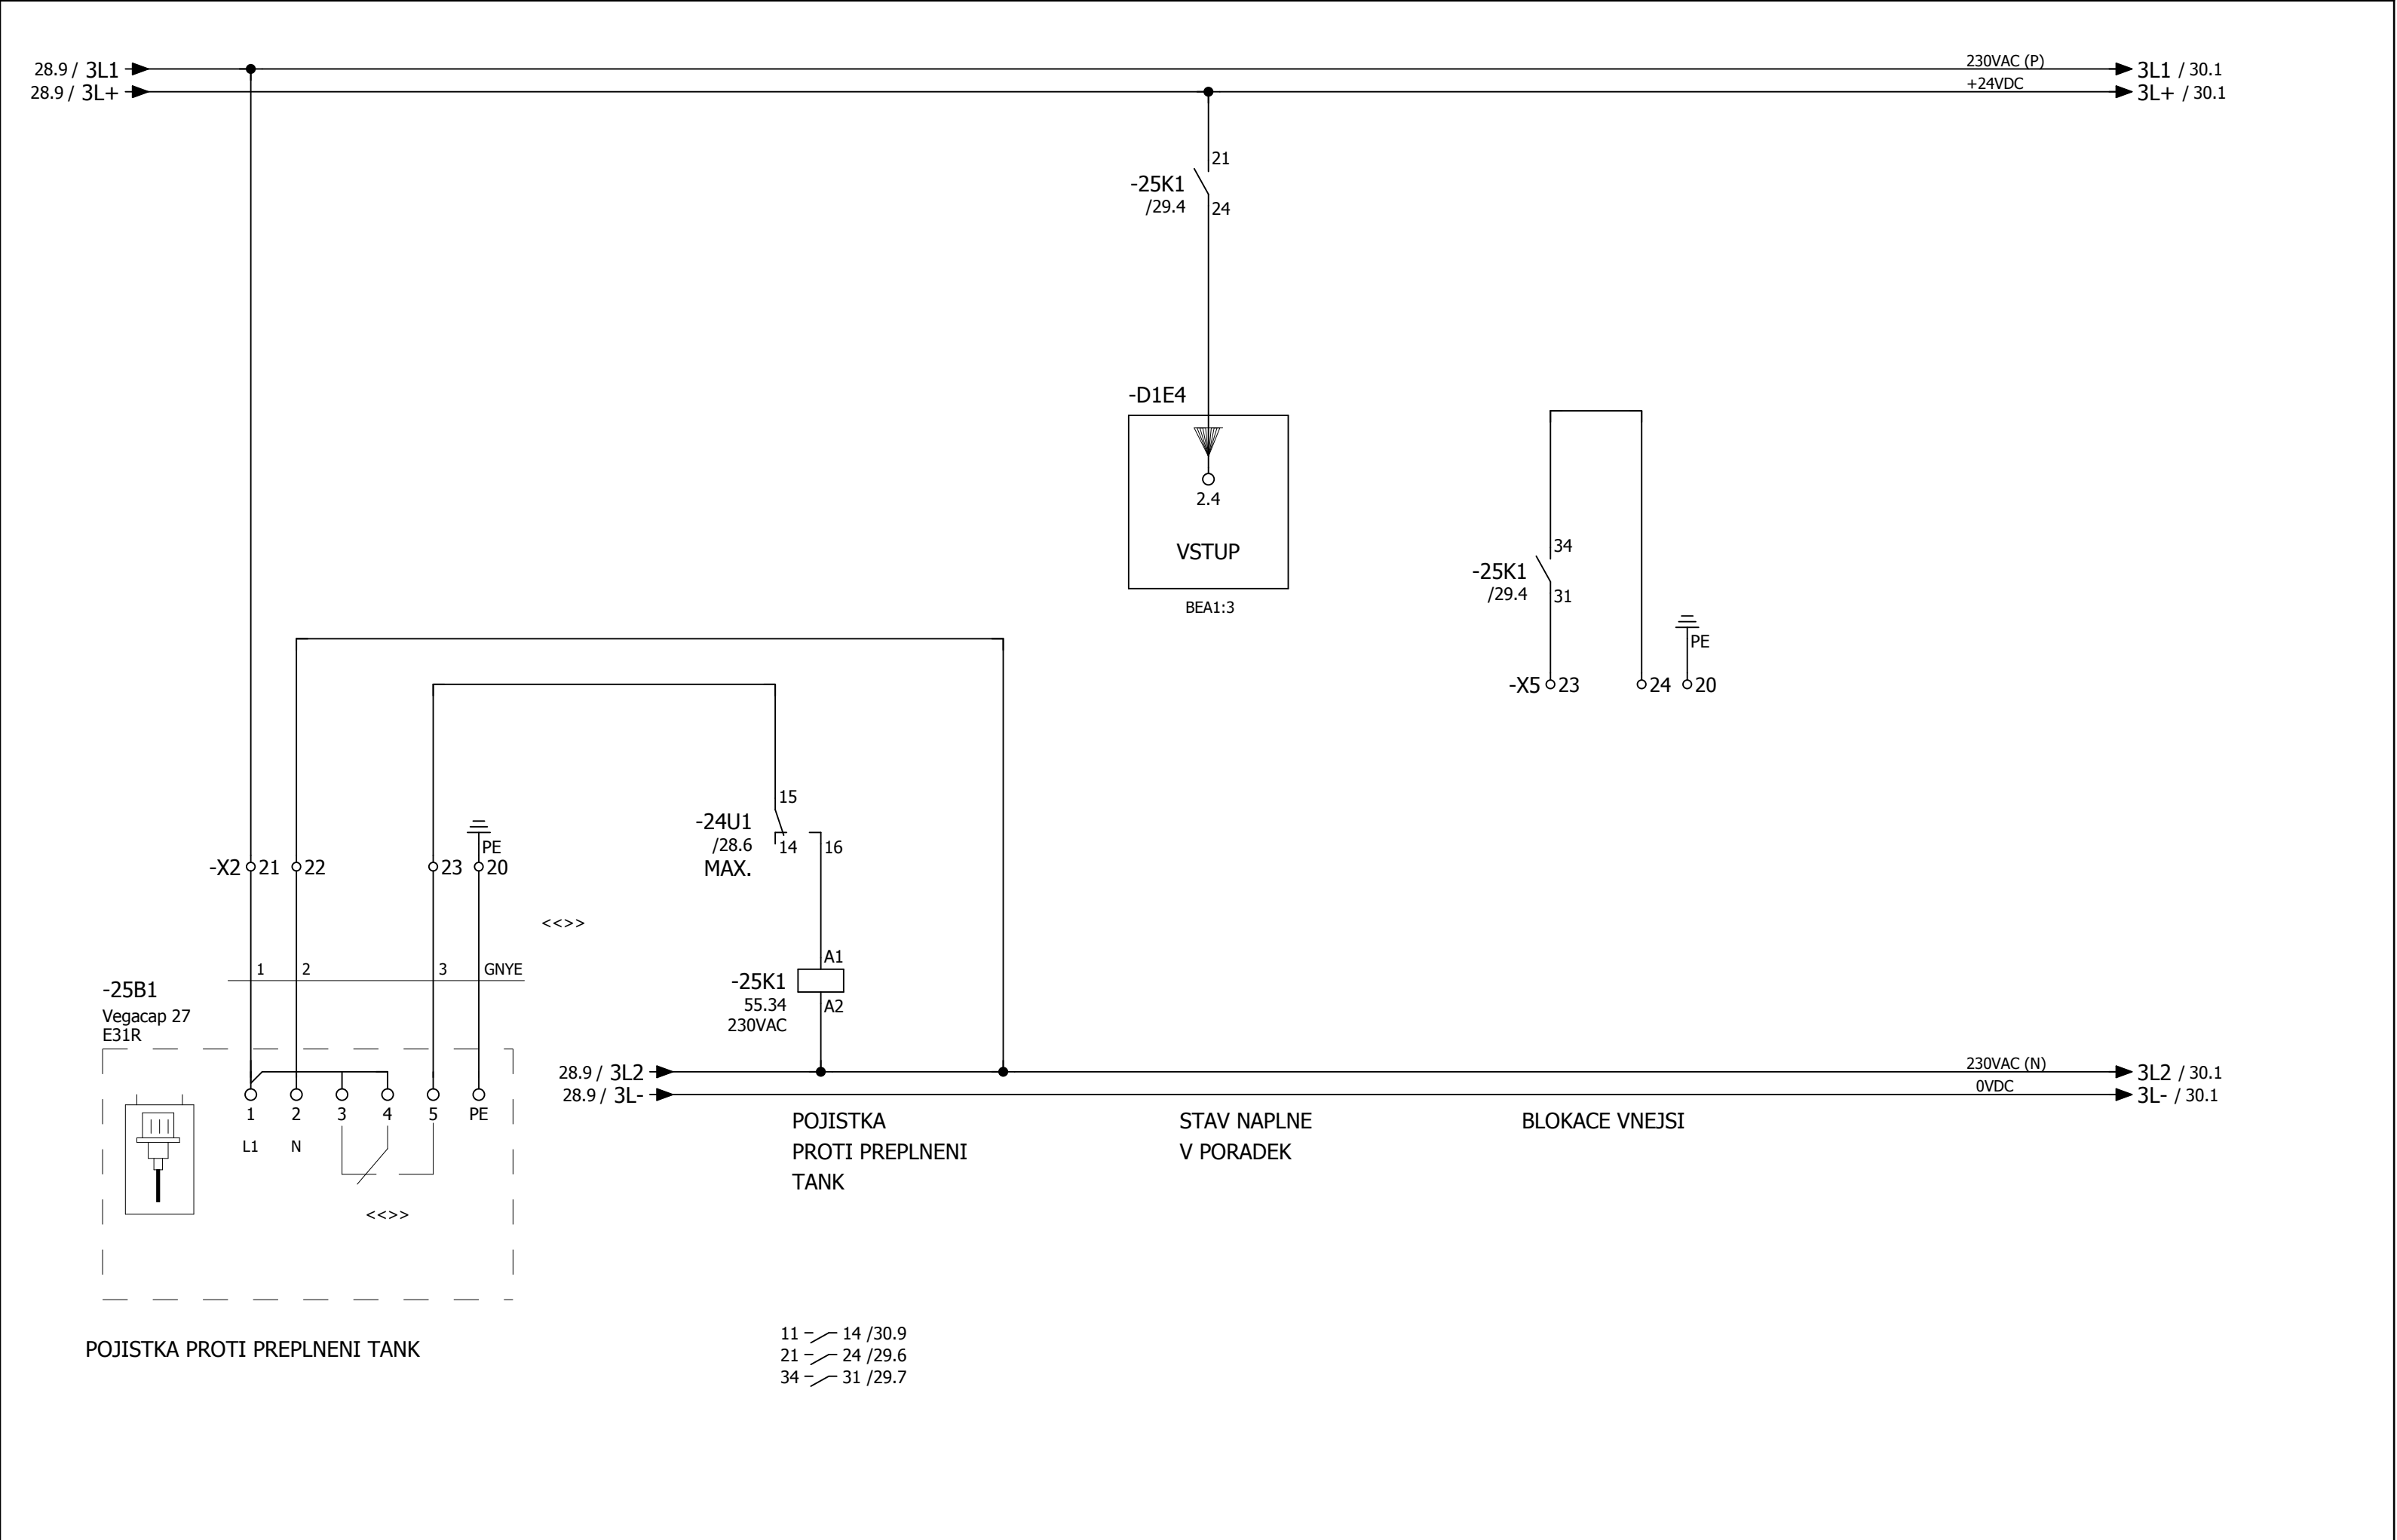 28.9 / 3L1
230VAC (P)
3L1 / 30.1
28.9 / 3L+
+24VDC
3L+ / 30.1
21
-25K1
/29.4
24
-D1E4
2.4
VSTUP
BEA1:3
34
-25K1
/29.4
31
PE
-X5 23 24 20
15
-24U1
/28.6
14 16
MAX.
PE
-X2 21 22 23 20
<<>>
1 2 3 GNYE
-25B1
Vegacap 27
E31R
A1
-25K1
55.34
A2
230VAC
28.9 / 3L2
230VAC (N)
3L2 / 30.1
28.9 / 3L-
0VDC
3L- / 30.1
1 2 3 4 5 PE
L1 N
<<>>
POJISTKA
PROTI PREPLNENI
TANK
STAV NAPLNE
V PORADEK
BLOKACE VNEJSI
POJISTKA PROTI PREPLNENI TANK
11 14 /30.9
21 24 /29.6
34 31 /29.7